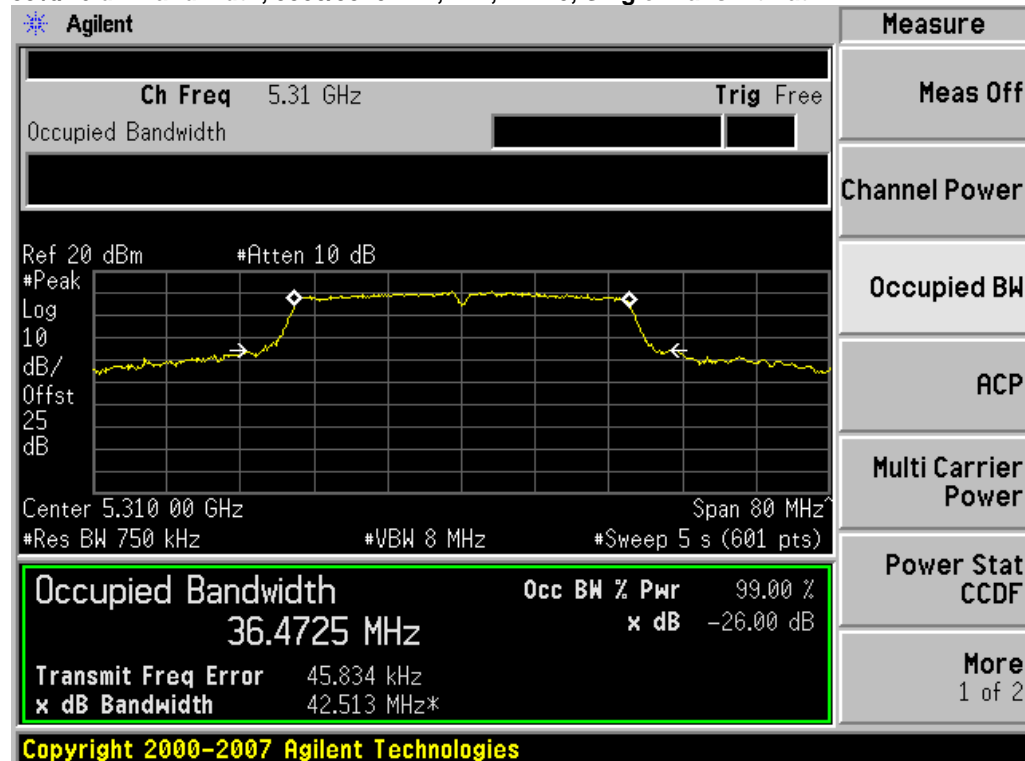 Agilent
Measure
Ch Freq 5.31 GHz Trig Free
Occupied Bandwidth
Meas Off
Channel Power
Occupied BW
ACP
Multi Carrier
Power
Power Stat
CCDF
More
1 of 2
Ref 20 dBm #Atten 10 dB
#Peak
Log
10
dB/
Offst
25
dB
Center 5.310 00 GHz Span 80 MHz^
#Res BW 750 kHz #VBW 8 MHz #Sweep 5 s (601 pts)
Occupied Bandwidth Occ BW % Pwr 99.00 %
36.4725 MHz x dB -26.00 dB
Transmit Freq Error 45.834 kHz
x dB Bandwidth 42.513 MHz*
Copyright 2000-2007 Agilent Technologies